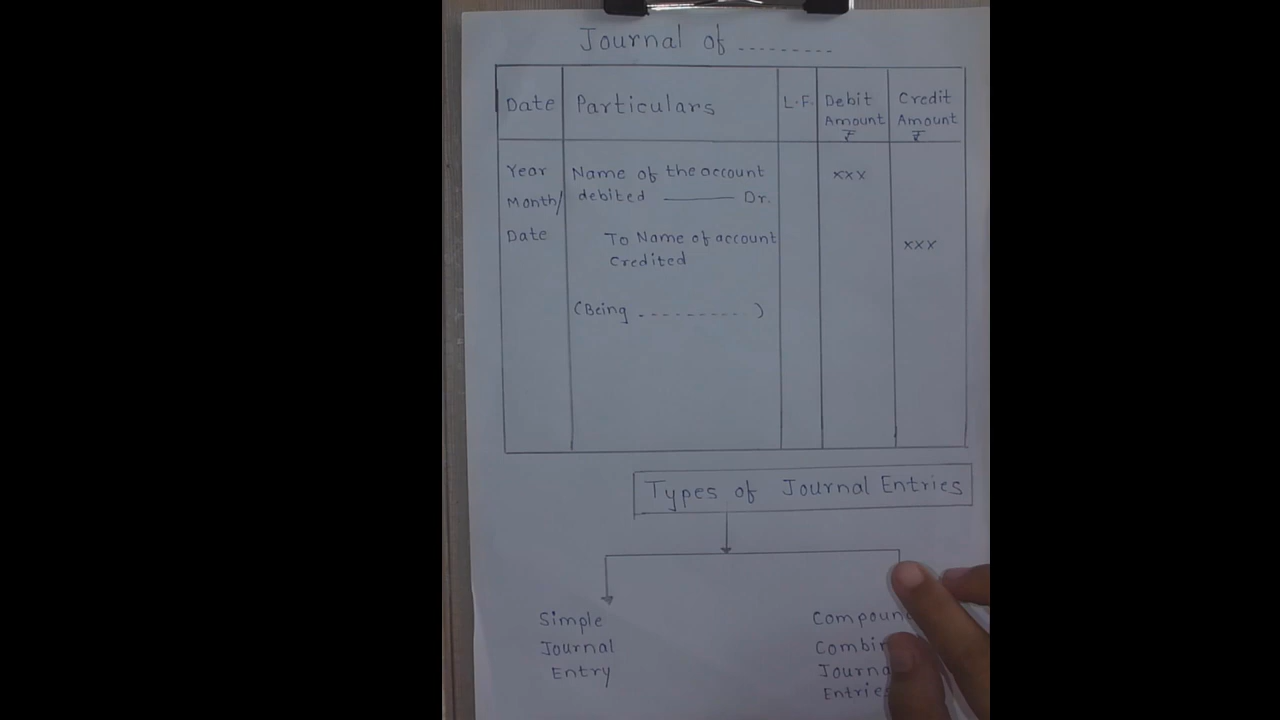 Journal of .........
Date Particulars L.F. Debit Amount ₹ Credit Amount ₹
Year Name of the account xxx
Month/ debited ——— Dr.
Date To Name of account xxx
Credited
(Being ..........)
Types of Journal Entries
Simple
Journal
Entry
Entries